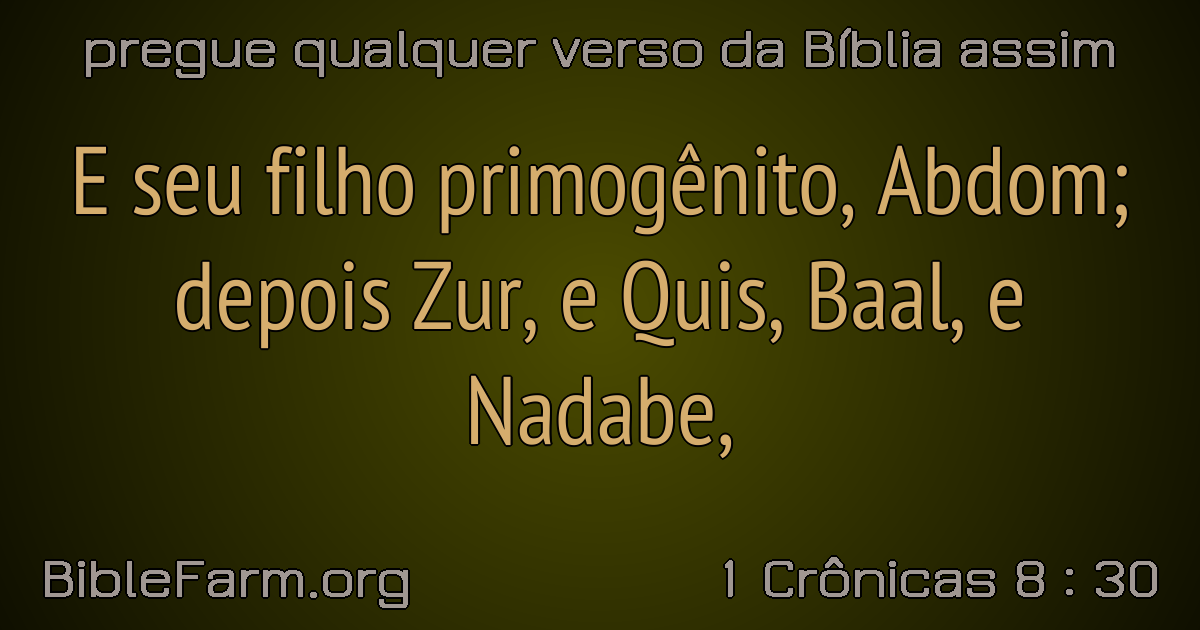 pregue qualquer verso da Bíblia assim
E seu filho primogênito, Abdom;
depois Zur, e Quis, Baal, e
Nadabe,
BibleFarm.org
1 Crônicas 8 : 30